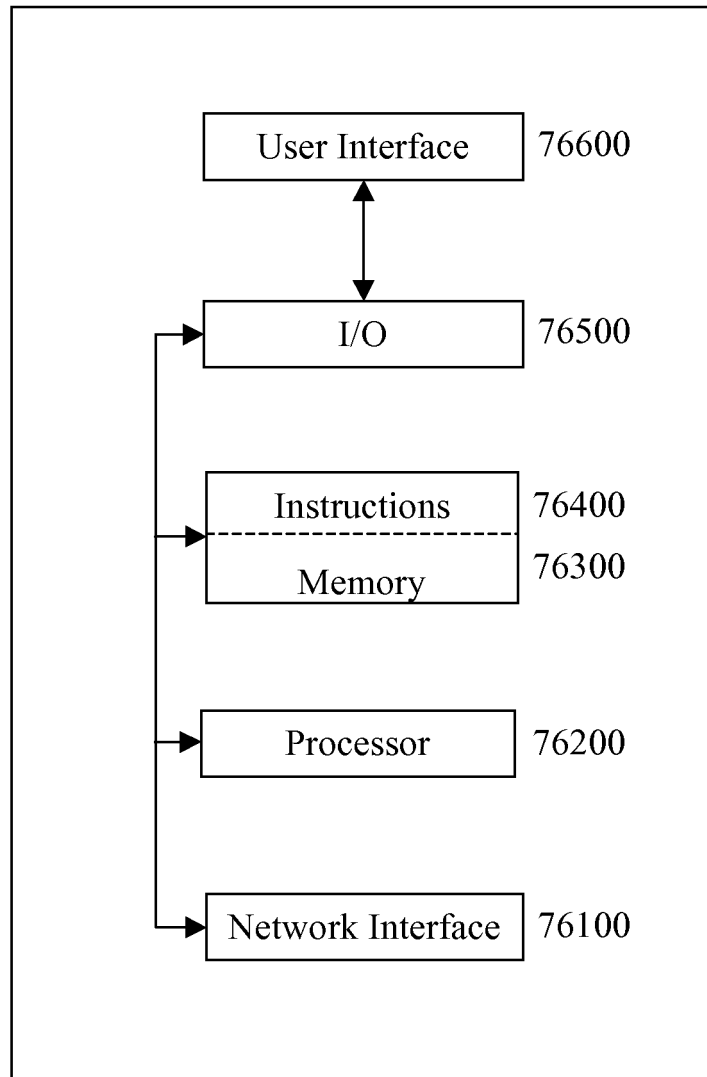 User Interface 76600
I/O 76500
Instructions 76400
Memory 76300
Processor 76200
Network Interface 76100